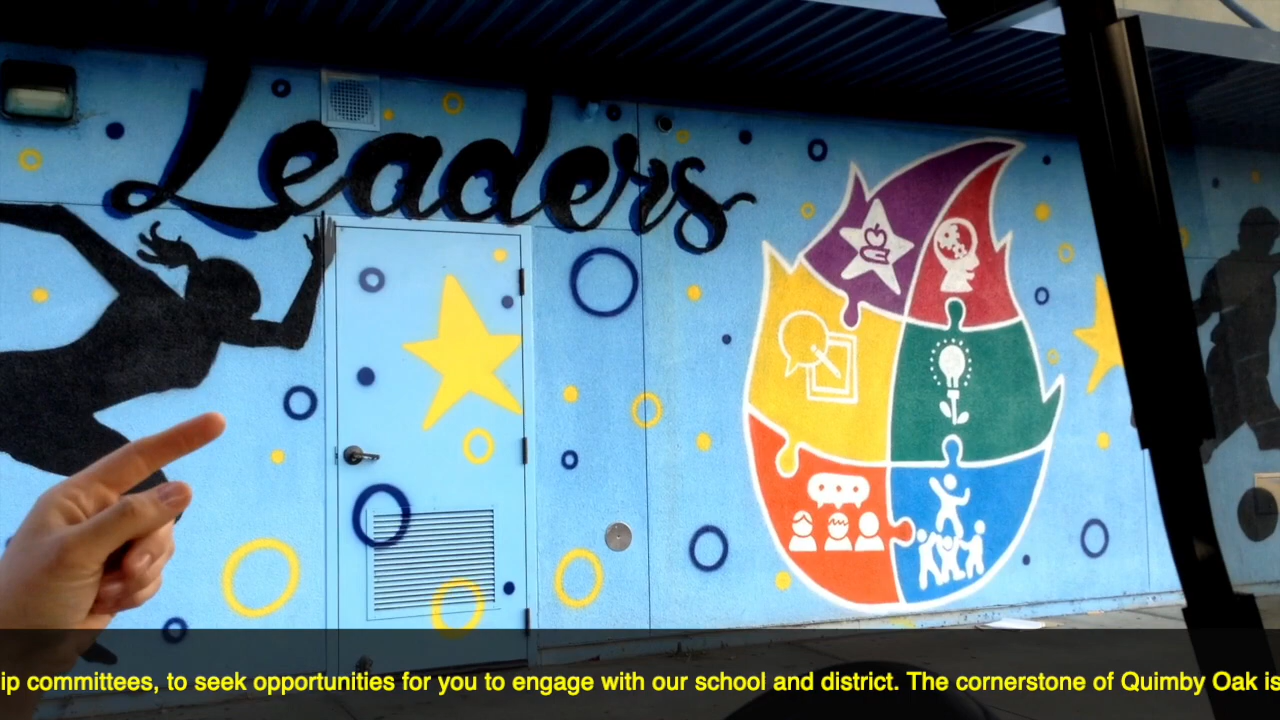 Leaders
ip committees, to seek opportunities for you to engage with our school and district. The cornerstone of Quimby Oak is